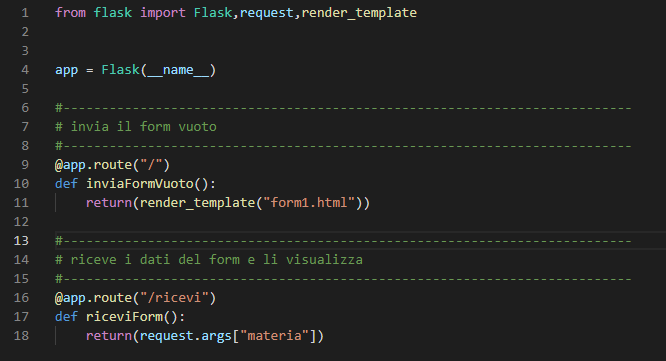 1 from flask import Flask,request,render_template
2
3
4 app = Flask(__name__)
5
6 #-------------------------------------------------------------------------
7 # invia il form vuoto
8 #-------------------------------------------------------------------------
9 @app.route("/")
10 def inviaFormVuoto():
11     return(render_template("form1.html"))
12
13 #-------------------------------------------------------------------------
14 # riceve i dati del form e li visualizza
15 #-------------------------------------------------------------------------
16 @app.route("/ricevi")
17 def riceviForm():
18     return(request.args["materia"])